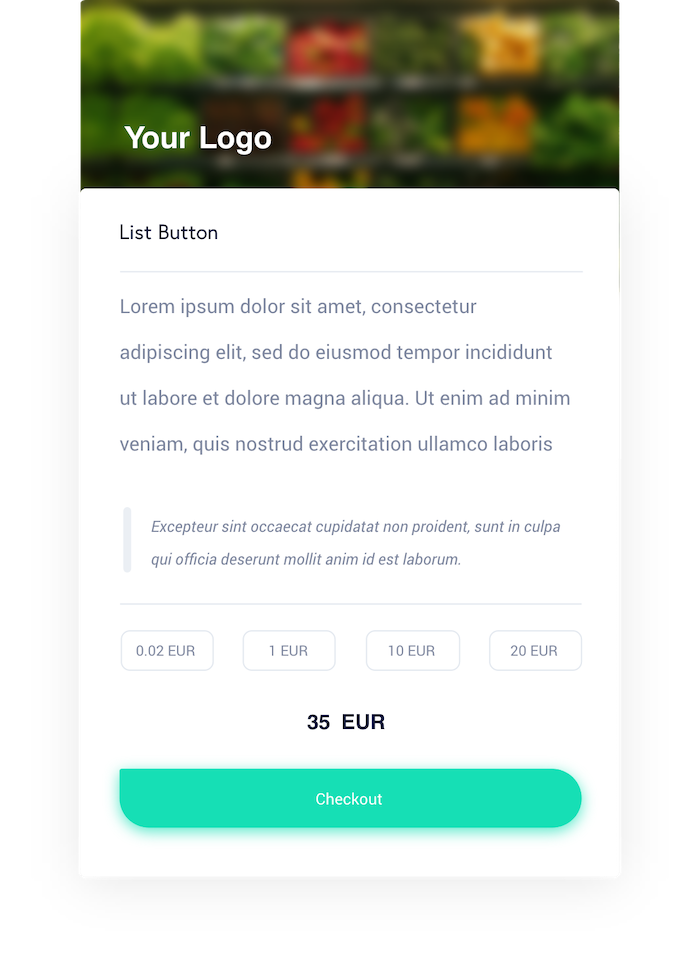 Your Logo
List Button
Lorem ipsum dolor sit amet, consectetur
adipiscing elit, sed do eiusmod tempor incididunt
ut labore et dolore magna aliqua. Ut enim ad minim
veniam, quis nostrud exercitation ullamco laboris
Excepteur sint occaecat cupidatat non proident, sunt in culpa
qui officia deserunt mollit anim id est laborum.
0.02 EUR 1 EUR 10 EUR 20 EUR
35 EUR
Checkout